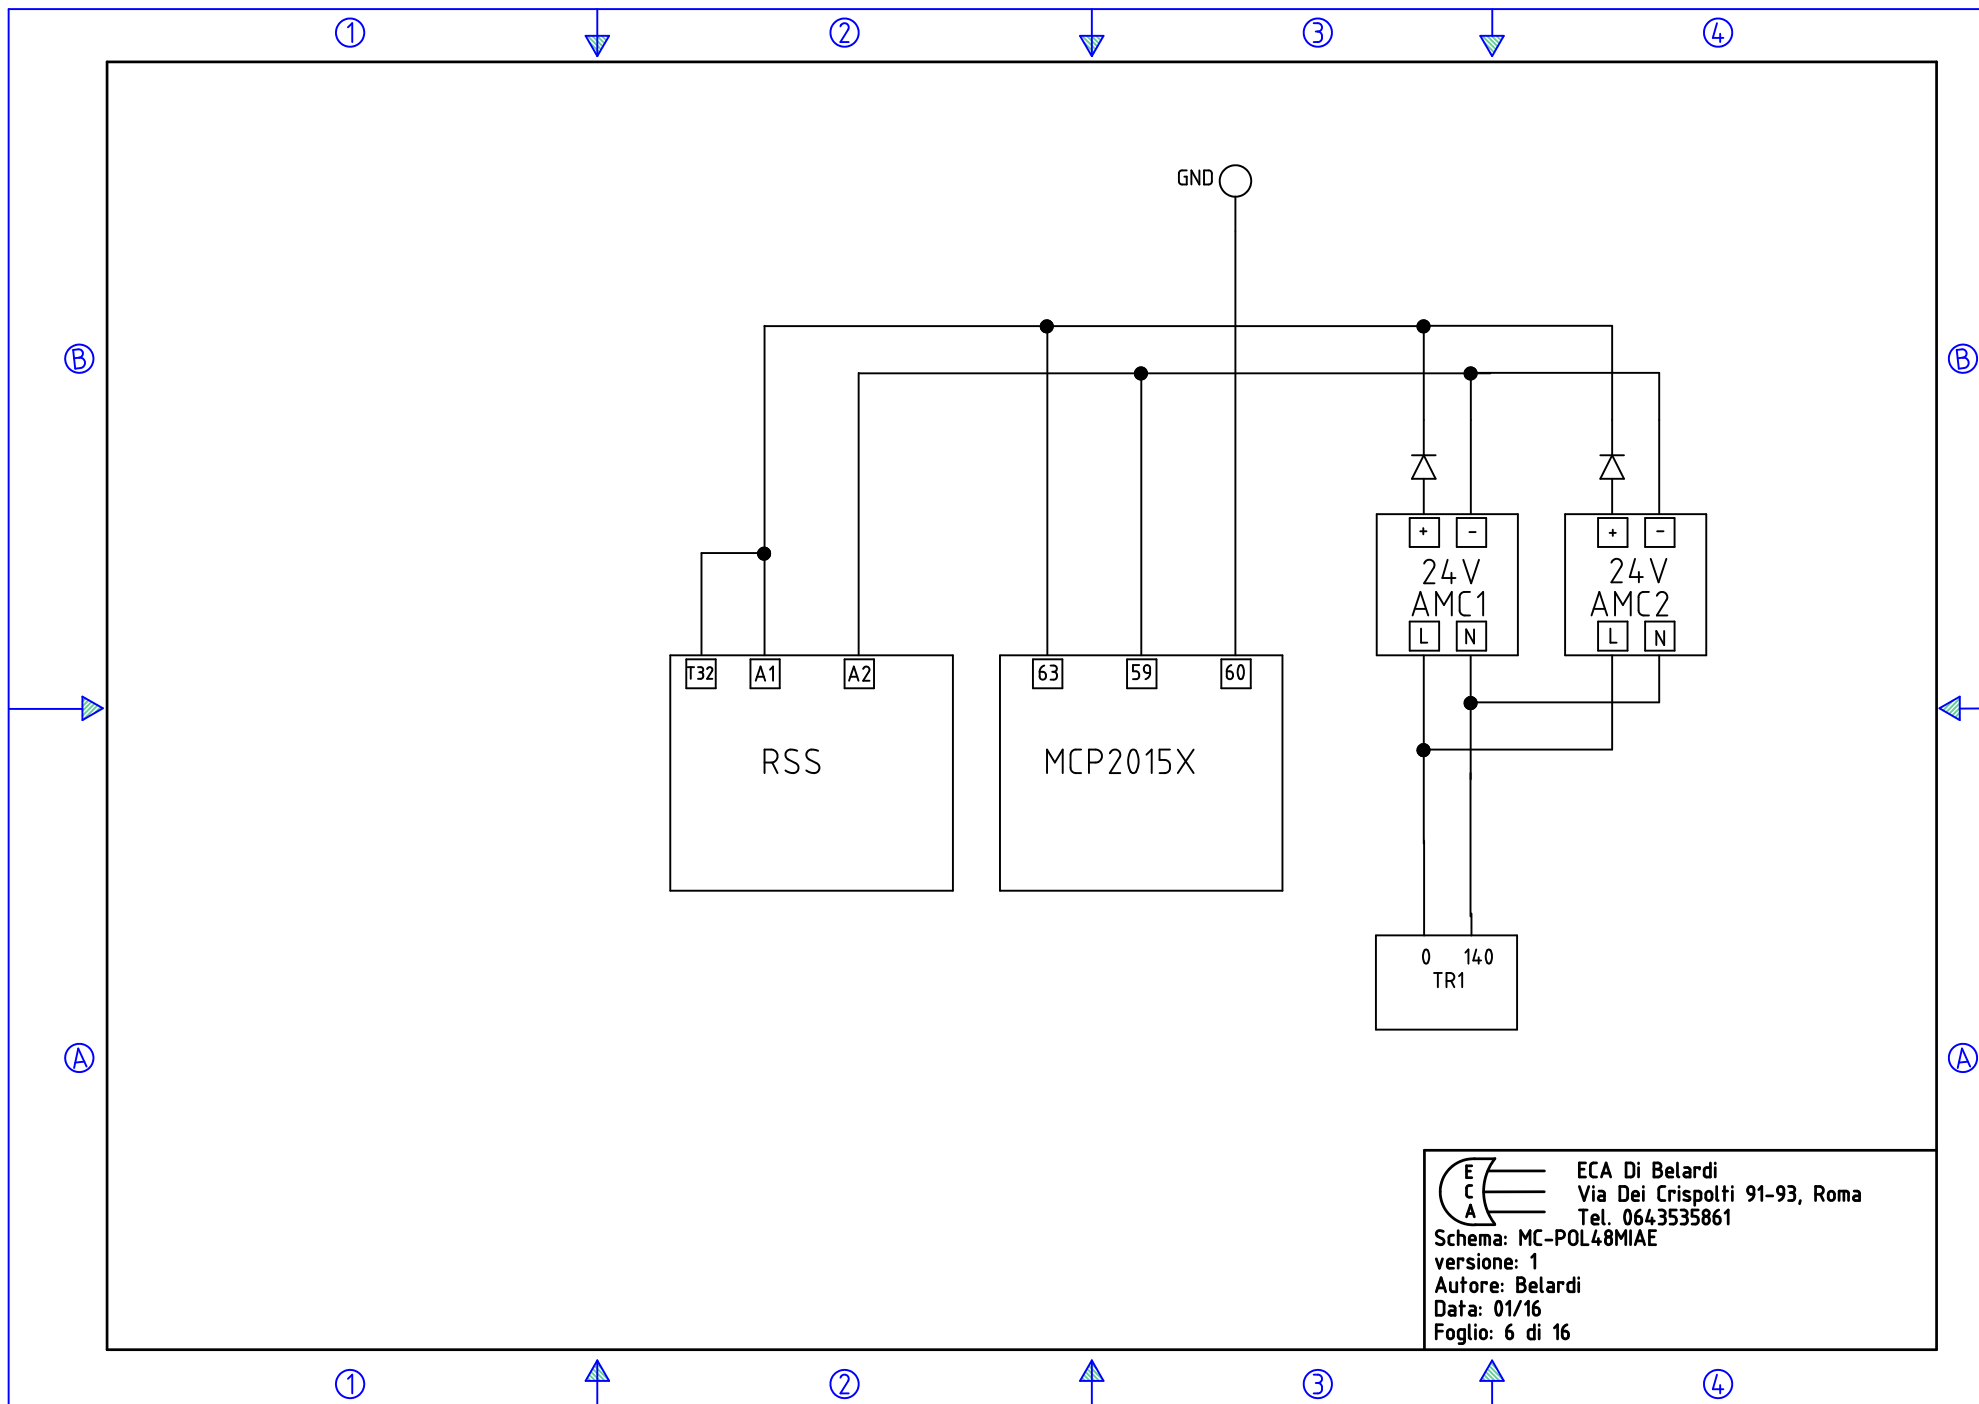 1 2 3 4
GND
B B
+ - + -
24V 24V
AMC1 AMC2
L N L N
T32 A1 A2 63 59 60
RSS MCP2015X
0 140
TR1
A A
E
C
A
ECA Di Belardi
Via Dei Crispolti 91-93, Roma
Tel. 0643535861
Schema: MC-POL48MIAE
versione: 1
Autore: Belardi
Data: 01/16
Foglio: 6 di 16
1 2 3 4